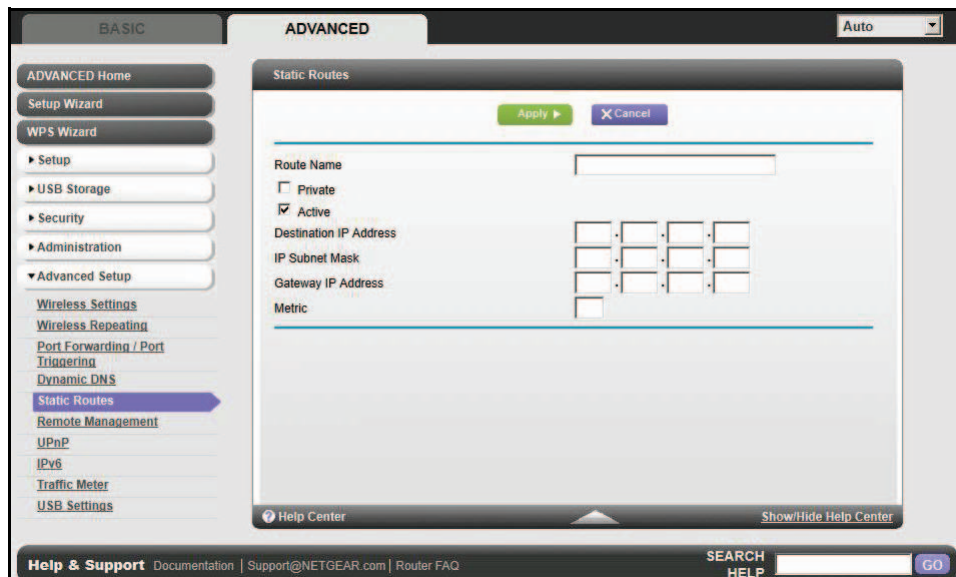 BASIC
ADVANCED
Auto
ADVANCED Home
Setup Wizard
WPS Wizard
Setup
USB Storage
Security
Administration
Advanced Setup
Wireless Settings
Wireless Repeating
Port Forwarding / Port
Triggering
Dynamic DNS
Static Routes
Remote Management
UPnP
IPv6
Traffic Meter
USB Settings
Static Routes
Apply
Cancel
Route Name
Private
Active
Destination IP Address
IP Subnet Mask
Gateway IP Address
Metric
Help Center
Show/Hide Help Center
Help & Support Documentation | Support@NETGEAR.com | Router FAQ
SEARCH
HELP
GO